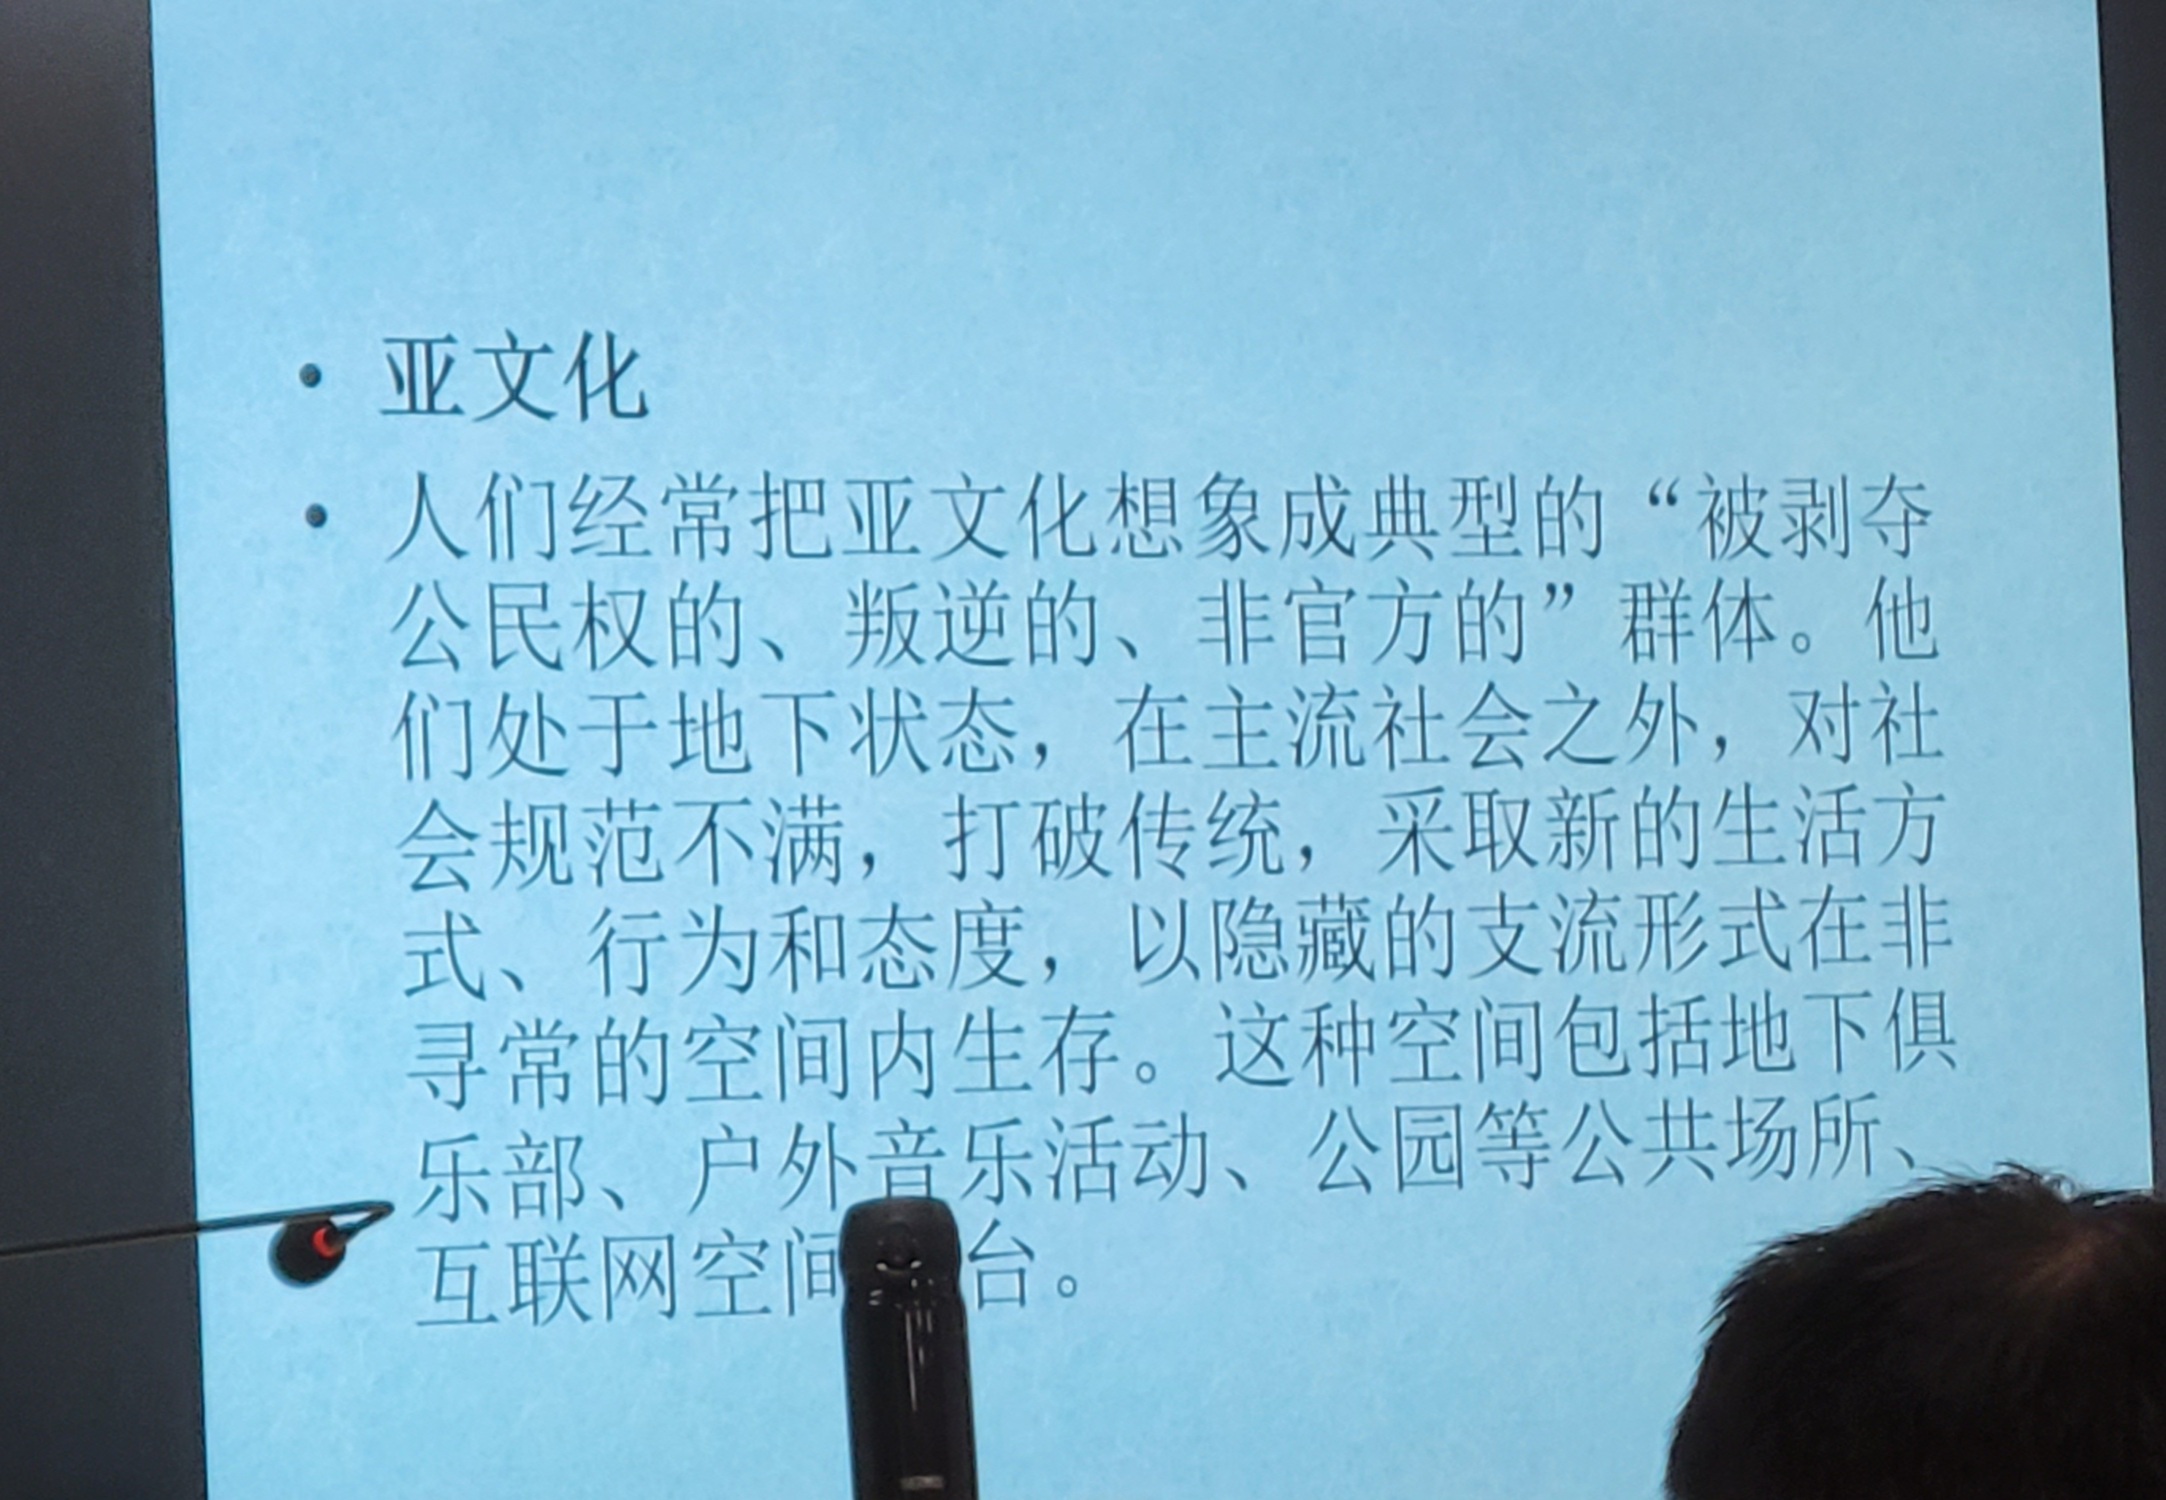 • 亚文化
• 人们经常把亚文化想象成典型的“被剥夺
公民权的、叛逆的、非官方的”群体。他
们处于地下状态，在主流社会之外，对社
会规范不满，打破传统，采取新的生活方
式、行为和态度，以隐藏的支流形式在非
寻常的空间内生存。这种空间包括地下俱
乐部、户外音乐活动、公园等公共场所、
互联网空间台。